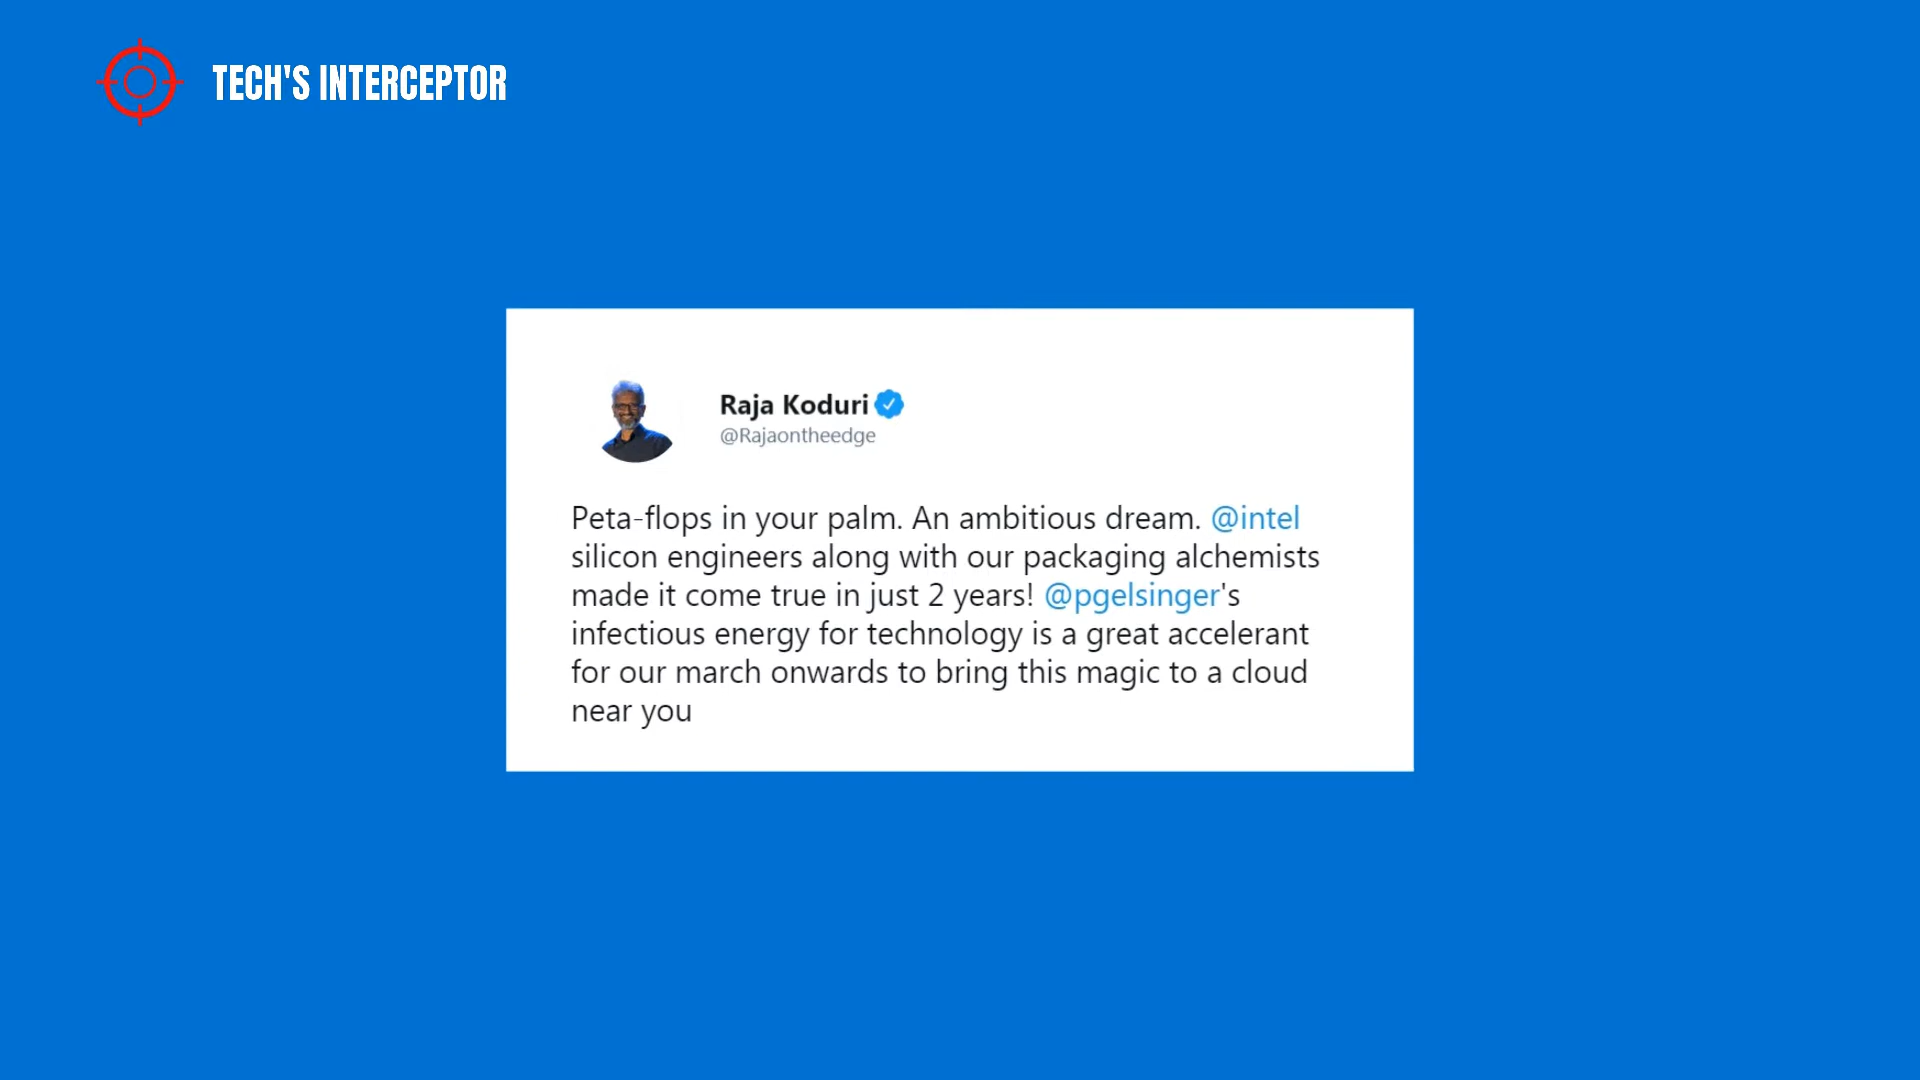 TECH'S INTERCEPTOR
Raja Koduri
@Rajaontheedge
Peta-flops in your palm. An ambitious dream. @intel
silicon engineers along with our packaging alchemists
made it come true in just 2 years! @pgelsinger's
infectious energy for technology is a great accelerant
for our march onwards to bring this magic to a cloud
near you